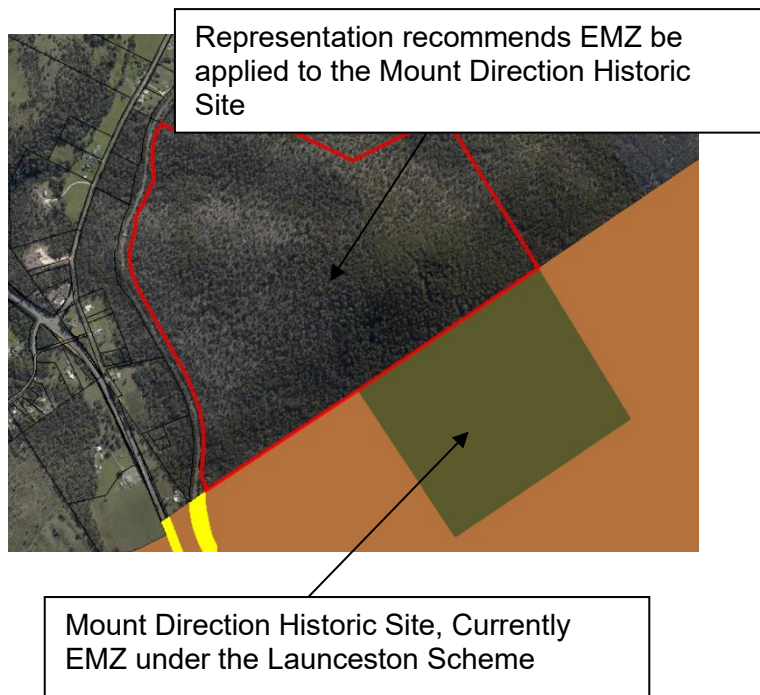 Representation recommends EMZ be
applied to the Mount Direction Historic
Site
Mount Direction Historic Site, Currently
EMZ under the Launceston Scheme